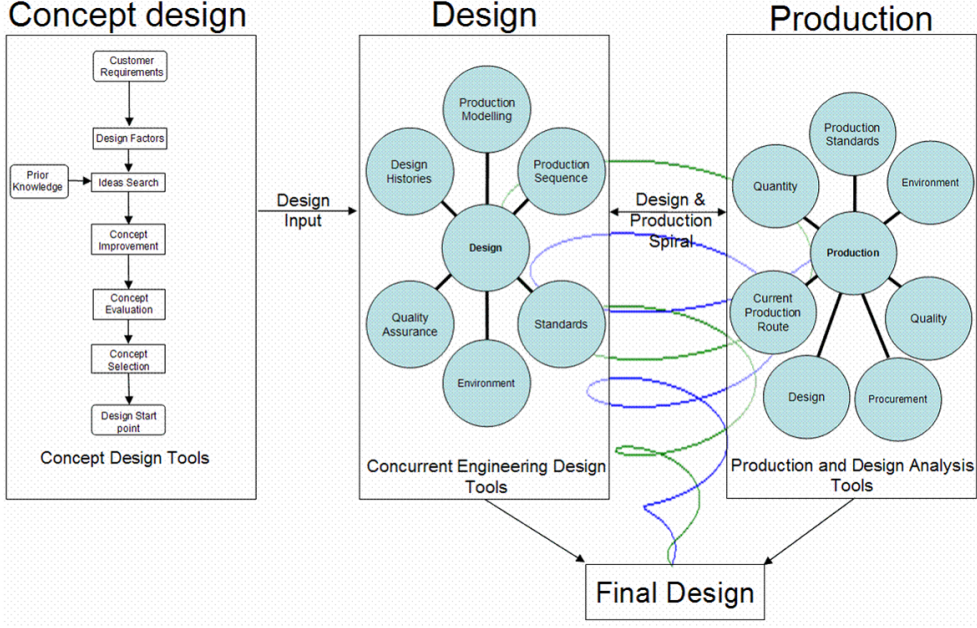 Concept design
Customer
Requirements
Design Factors
Prior
Knowledge
Ideas Search
Concept
Improvement
Concept
Evaluation
Concept
Selection
Design Start
point
Concept Design Tools
Design
Input
Design
Production
Modelling
Design
Histories
Production
Sequence
Design
Quality
Assurance
Standards
Environment
Concurrent Engineering Design
Tools
Design &
Production
Spiral
Production
Production
Standards
Quantity
Environment
Production
Current
Production
Route
Quality
Design
Procurement
Production and Design Analysis
Tools
Final Design